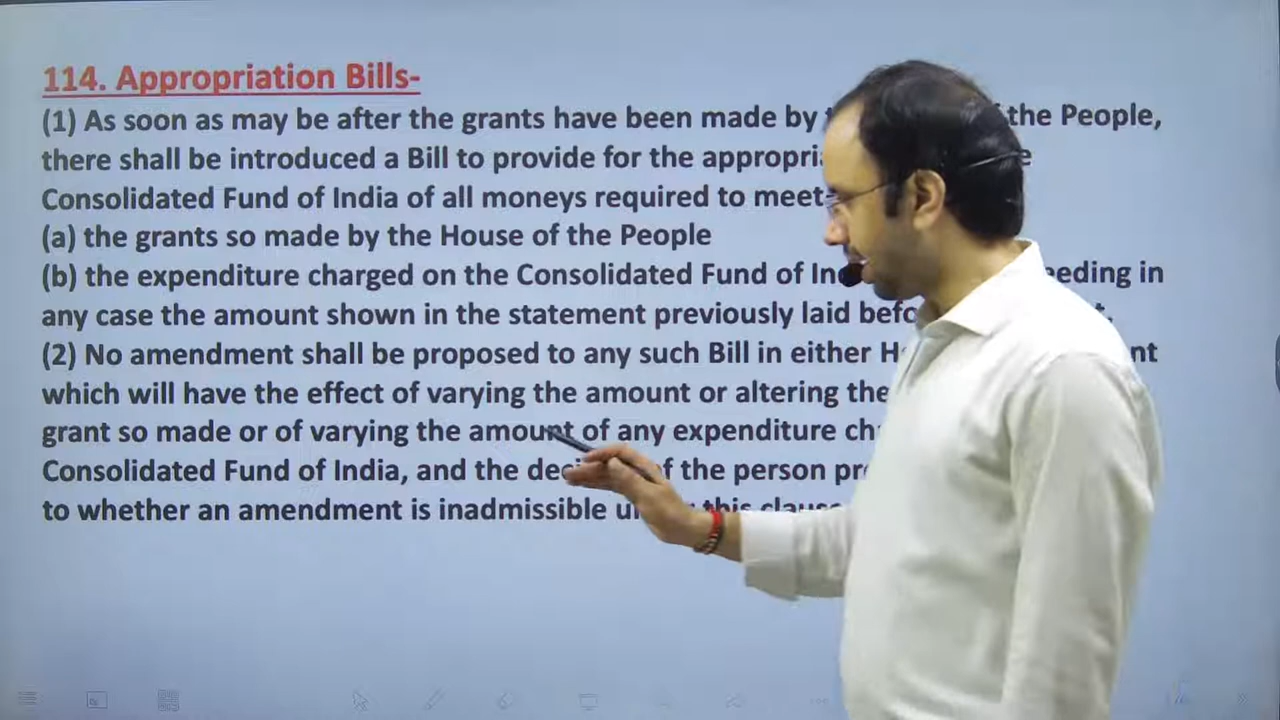 114. Appropriation Bills-
(1) As soon as may be after the grants have been made by the People,
there shall be introduced a Bill to provide for the
Consolidated Fund of India of all moneys required to meet-
(a) the grants so made by the House of the People
(b) the expenditure charged on the Consolidated Fund of in
any case the amount shown in the statement previously laid
(2) No amendment shall be proposed to any such Bill in either
which will have the effect of varying the amount or altering the
grant so made or of varying the amount of any expenditure
Consolidated Fund of India, and the of the person
to whether an amendment is inadmissible this